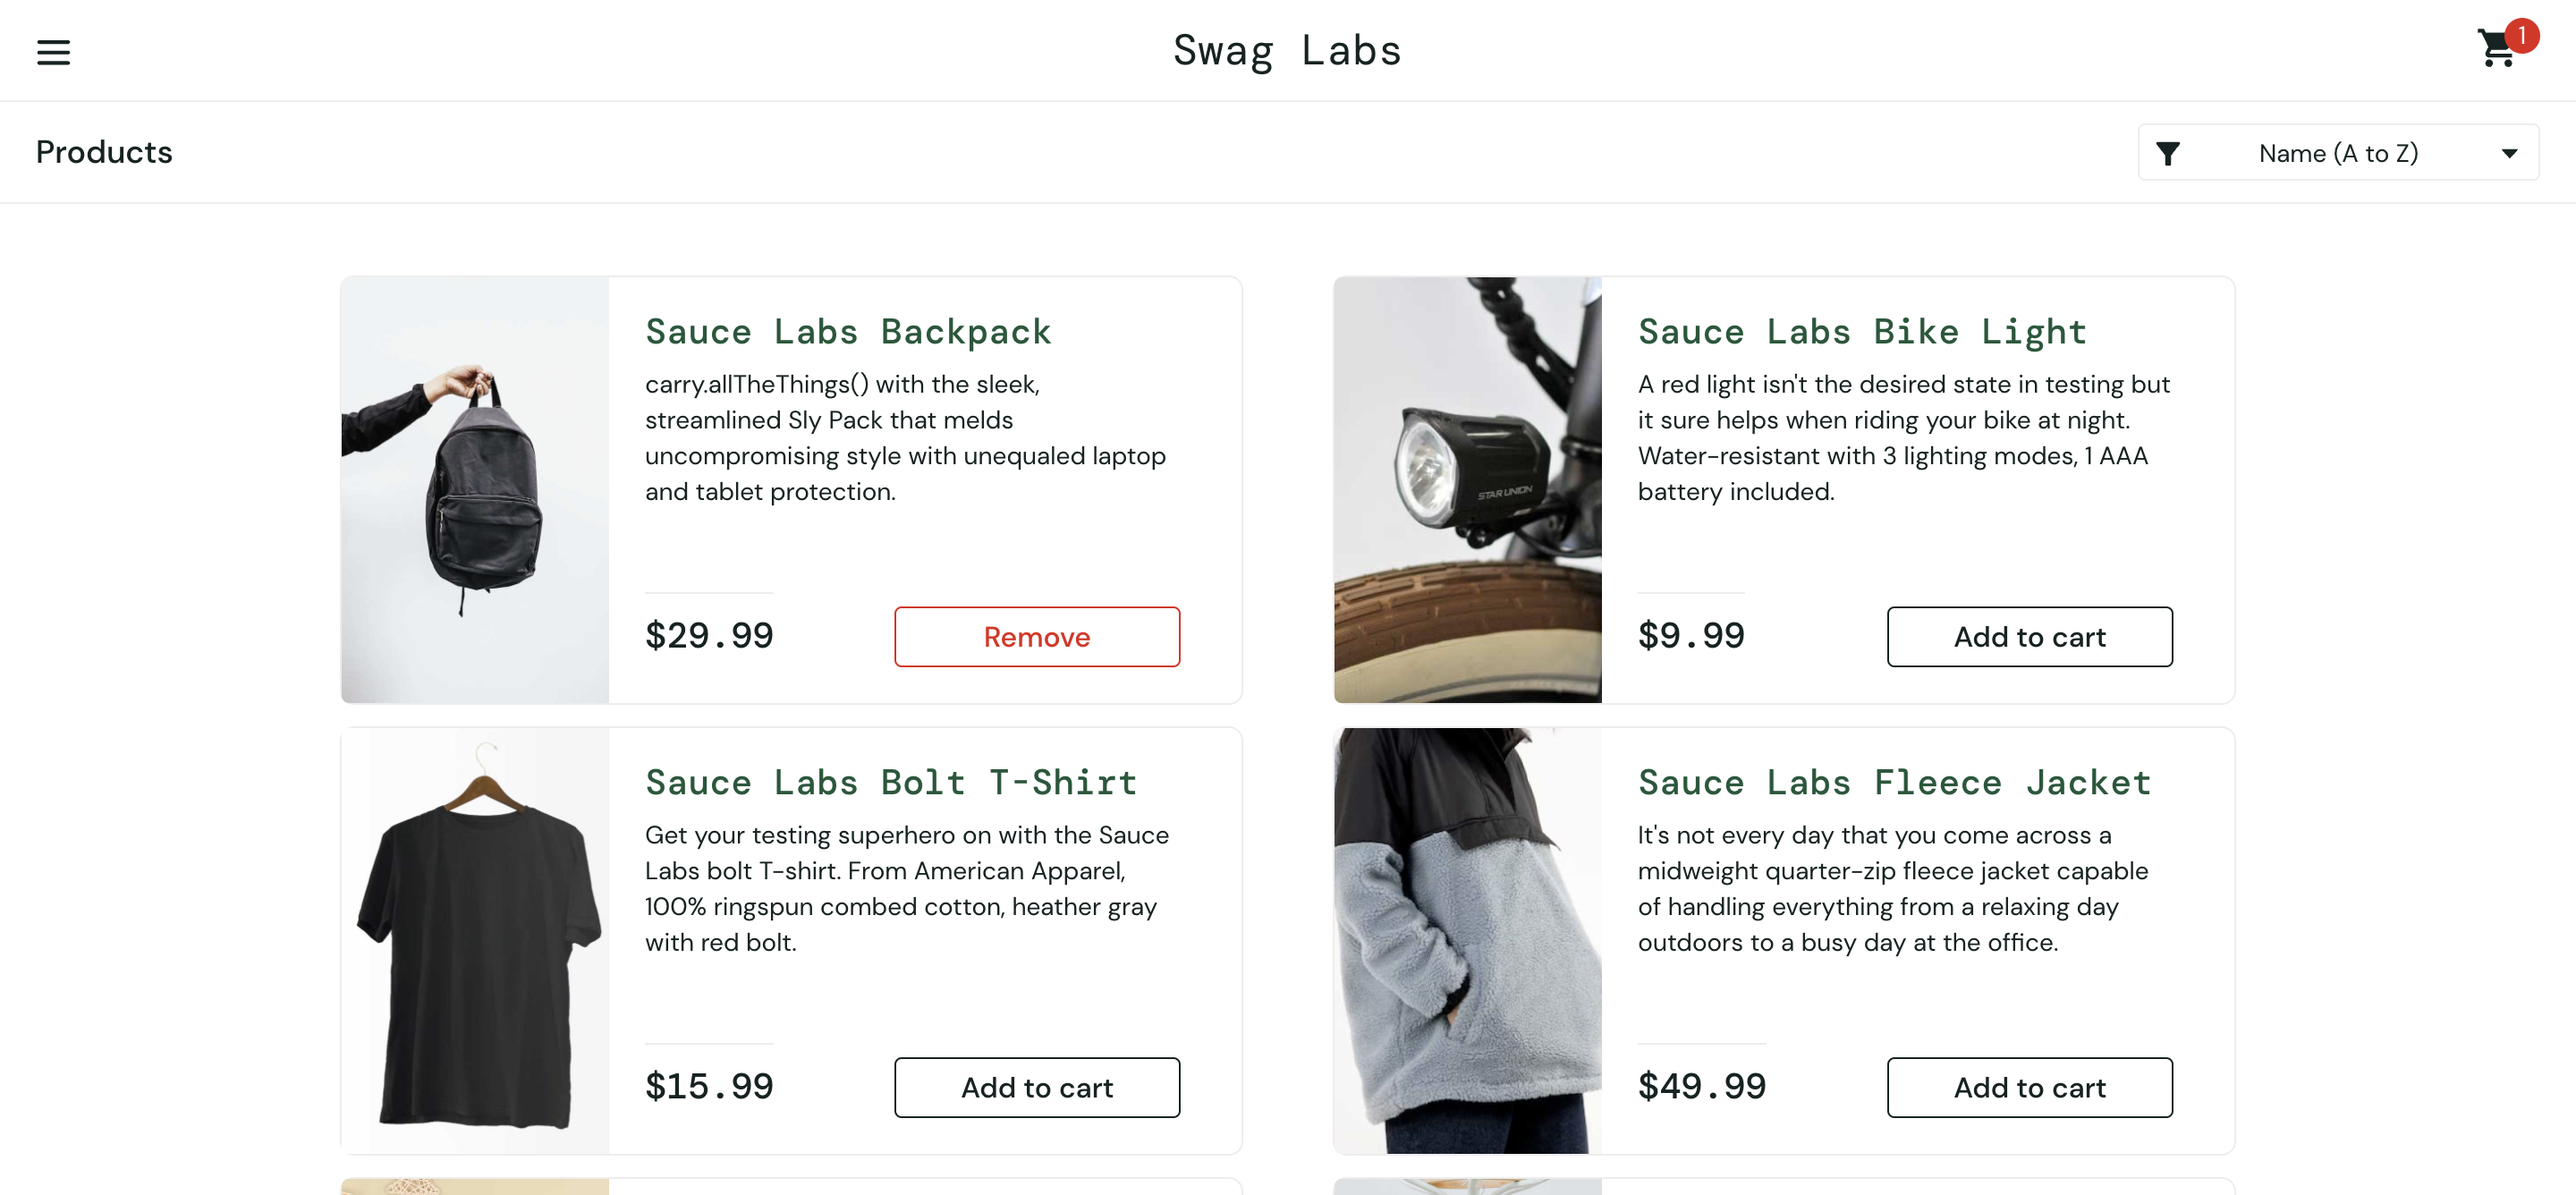 Swag Labs
1
Products
Name (A to Z)
Sauce Labs Backpack
carry.allTheThings() with the sleek,
streamlined Sly Pack that melds
uncompromising style with unequaled laptop
and tablet protection.
$29.99
Remove
Sauce Labs Bike Light
A red light isn't the desired state in testing but
it sure helps when riding your bike at night.
Water-resistant with 3 lighting modes, 1 AAA
battery included.
STAR UNION
$9.99
Add to cart
Sauce Labs Bolt T-Shirt
Get your testing superhero on with the Sauce
Labs bolt T-shirt. From American Apparel,
100% ringspun combed cotton, heather gray
with red bolt.
$15.99
Add to cart
Sauce Labs Fleece Jacket
It's not every day that you come across a
midweight quarter-zip fleece jacket capable
of handling everything from a relaxing day
outdoors to a busy day at the office.
$49.99
Add to cart